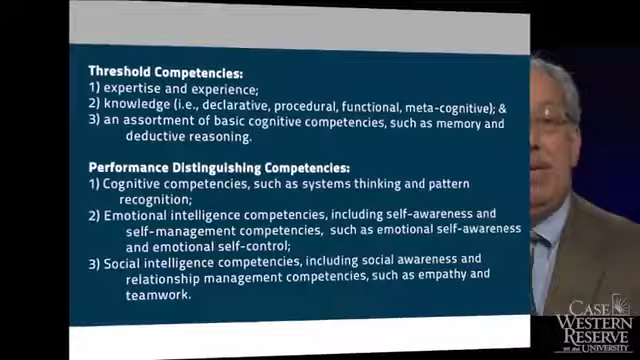 Threshold Competencies:
1) expertise and experience;
2) knowledge (i.e., declarative, procedural, functional, meta-cognitive); &
3) an assortment of basic cognitive competencies, such as memory and
deductive reasoning.
Performance Distinguishing Competencies:
1) Cognitive competencies, such as systems thinking and pattern
recognition;
2) Emotional intelligence competencies, including self-awareness and
self-management competencies, such as emotional self-awareness
and emotional self-control;
3) Social intelligence competencies, including social awareness and
relationship management competencies, such as empathy and
teamwork.
CASE
WESTERN
RESERVE
UNIVERSITY